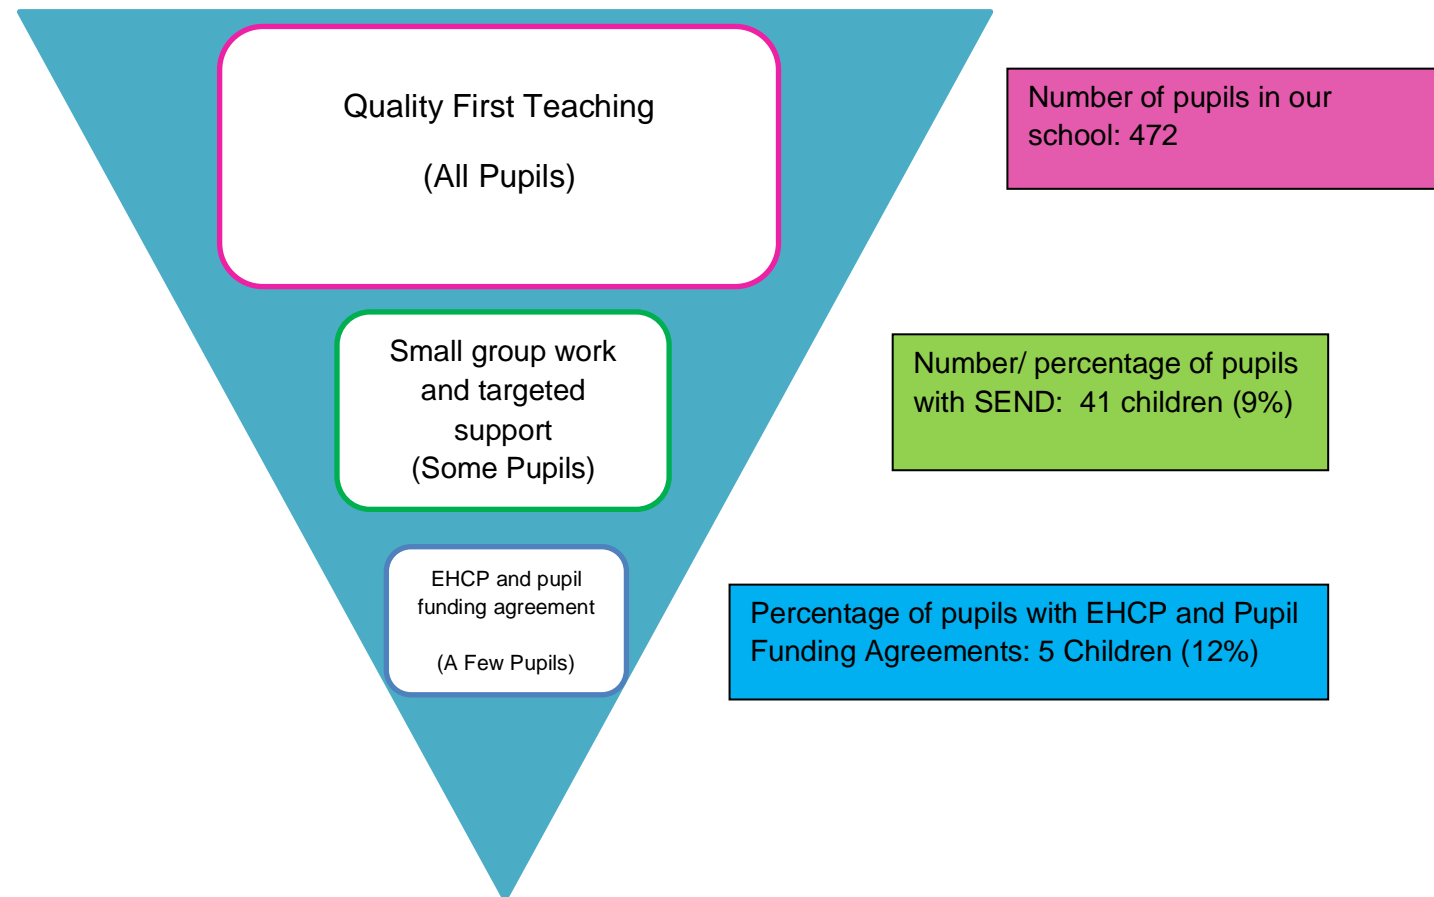 Quality First Teaching
(All Pupils)
Number of pupils in our
school: 472
Small group work
and targeted
support
(Some Pupils)
Number/ percentage of pupils
with SEND:  41 children (9%)
EHCP and pupil
funding agreement
(A Few Pupils)
Percentage of pupils with EHCP and Pupil
Funding Agreements: 5 Children (12%)